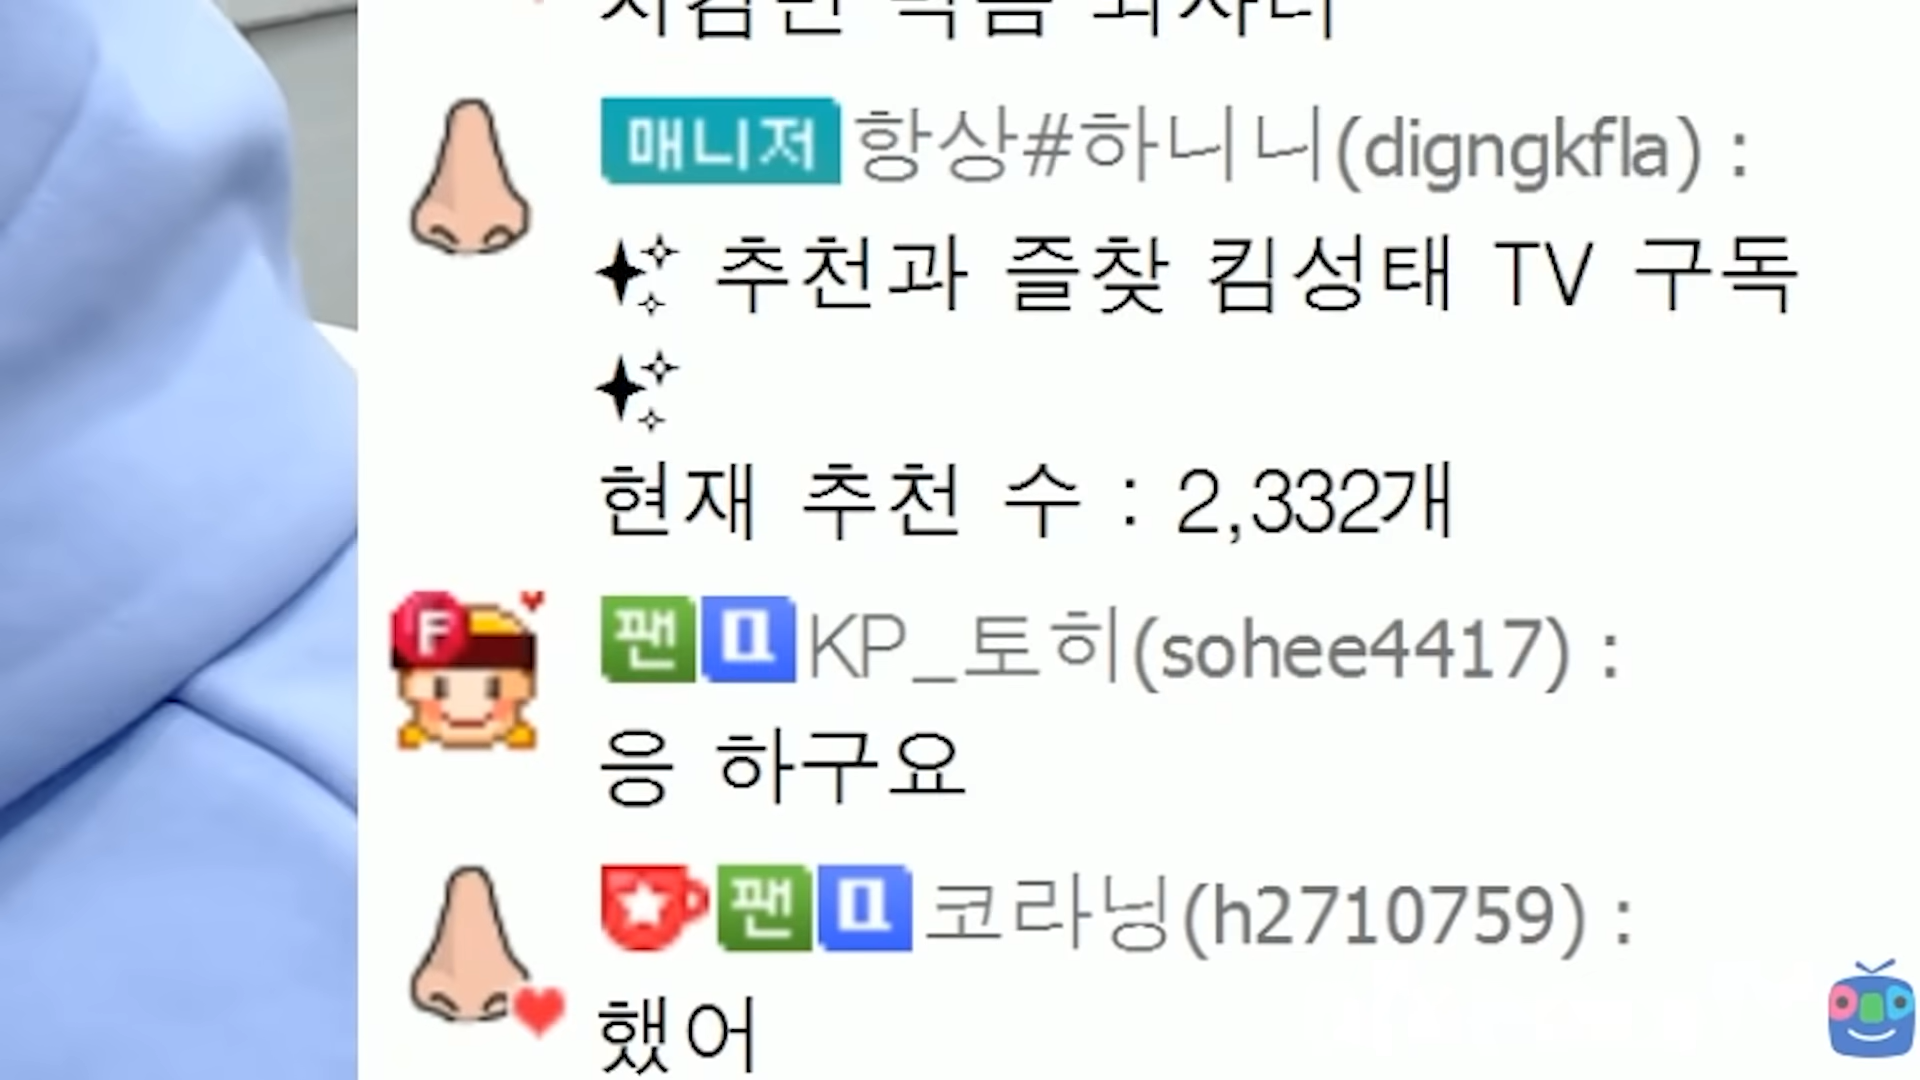 매니저 항상#하니니(digngkfla) :
추천과 즐찾 킴성태 TV 구독
현재 추천 수 : 2,332개
F 팬 KP_토히(sohee4417) :
응 하구요
팬 코라닝(h2710759) :
했어